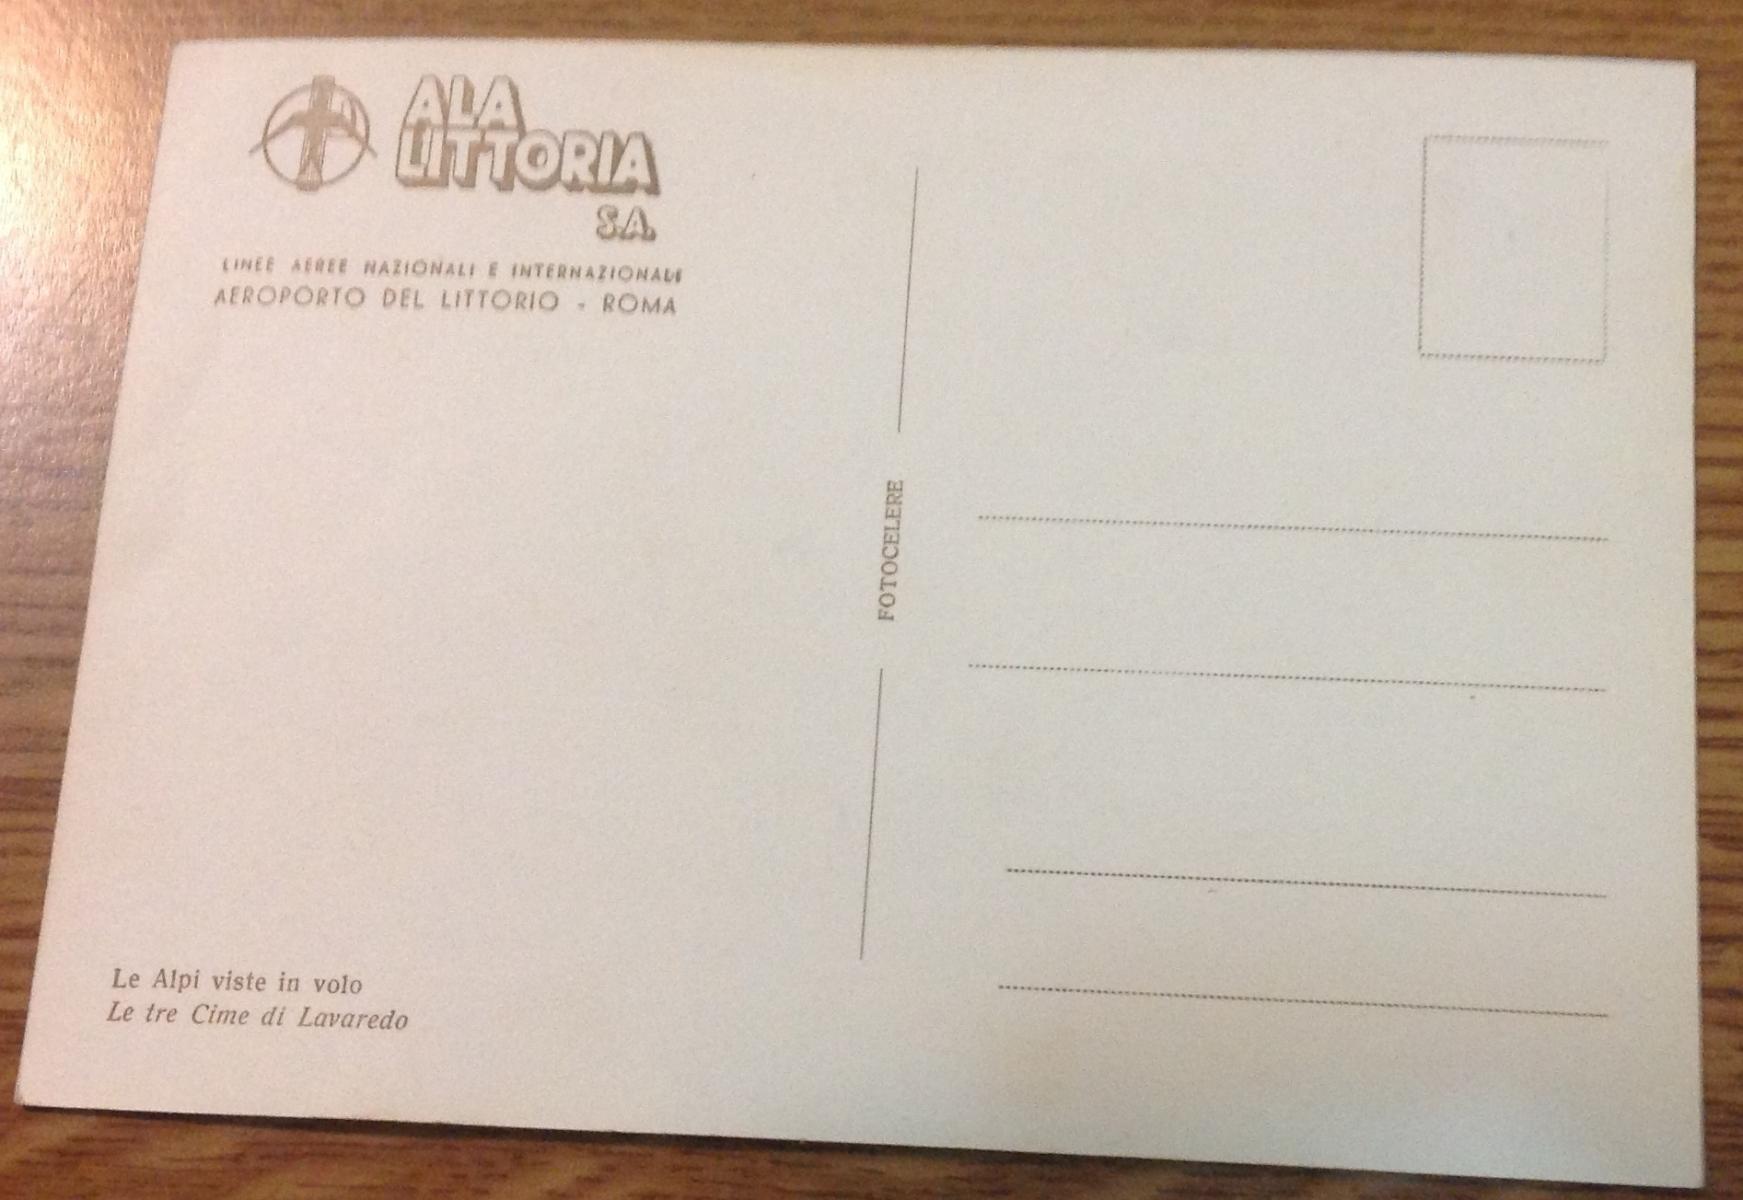 ALA
LITTORIA
S.A.
LINEE AEREE NAZIONALI E INTERNAZIONALI
AEROPORTO DEL LITTORIO - ROMA
FOTOCELERE
Le Alpi viste in volo
Le tre Cime di Lavaredo